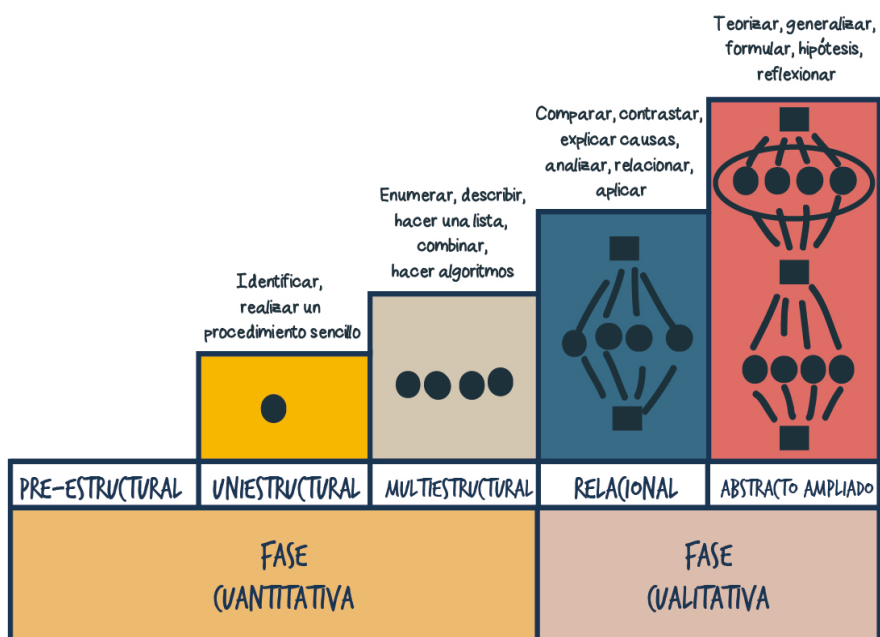 Teorizar, generalizar,
formular, hipótesis,
reflexionar
Comparar, contrastar,
explicar causas,
analizar, relacionar,
aplicar
Enumerar, describir,
hacer una lista,
combinar,
hacer algoritmos
Identificar,
realizar un
procedimiento sencillo
PRE-ESTRUCTURAL
UNIESTRUCTURAL
MULTIESTRUCTURAL
RELACIONAL
ABSTRACTO AMPLIADO
FASE
CUANTITATIVA
FASE
CUALITATIVA